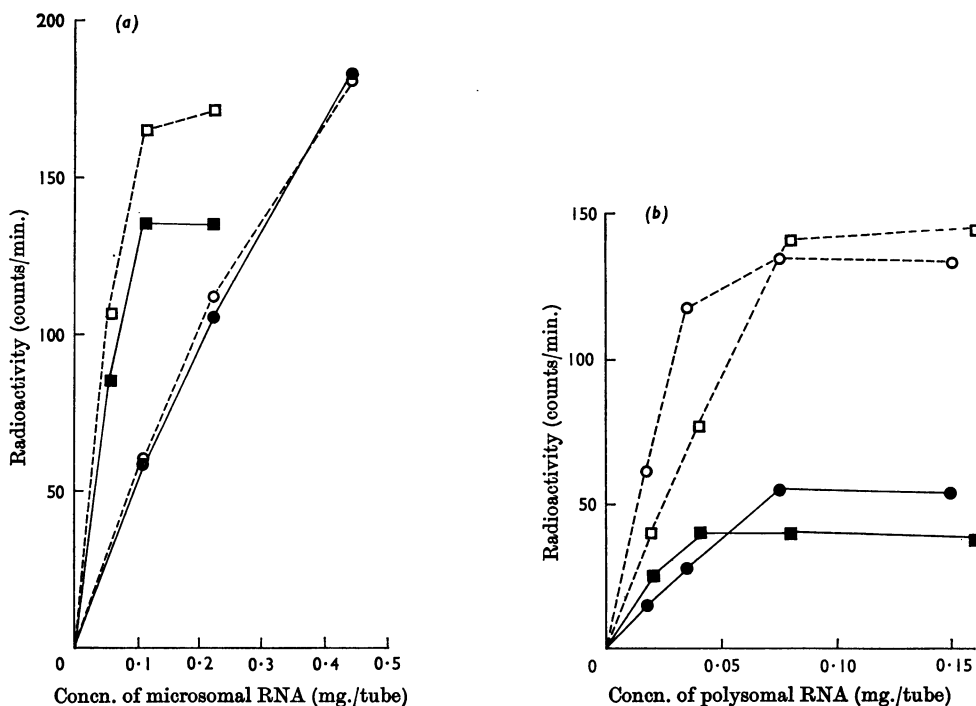 (a)
200
150
100
50
0
0·1
0·2
0·3
0·4
0·5
Radioactivity (counts/min.)
Concn. of microsomal RNA (mg./tube)
(b)
150
100
50
0
0·05
0·10
0·15
Radioactivity (counts/min.)
Concn. of polysomal RNA (mg./tube)